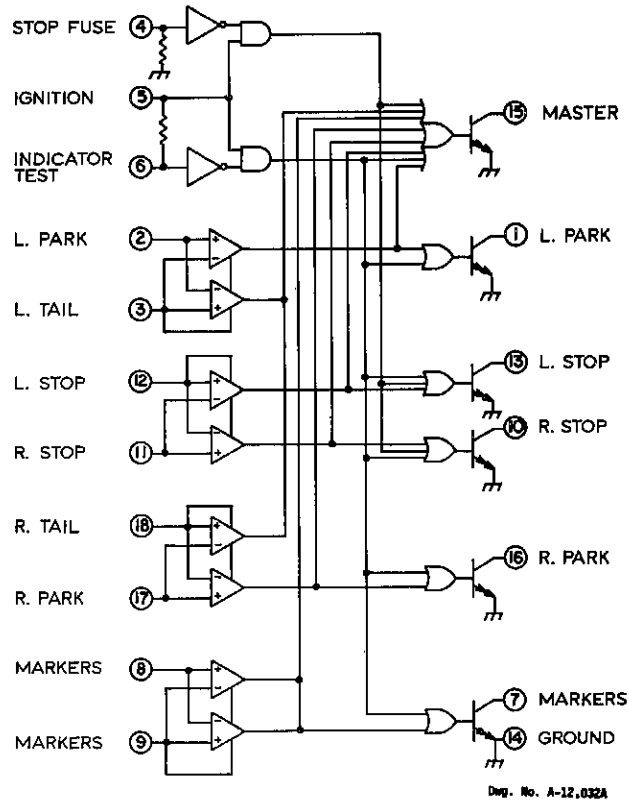 STOP FUSE 4
IGNITION 5
15 MASTER
INDICATOR
TEST 6
L. PARK 2
1 L. PARK
L. TAIL 3
L. STOP 12
13 L. STOP
R. STOP 11
10 R. STOP
R. TAIL 18
16 R. PARK
R. PARK 17
MARKERS 8
7 MARKERS
MARKERS 9
14 GROUND
+
−
−
+
+
−
−
+
+
−
−
+
+
−
−
+
Dwg. No. A-12,032A